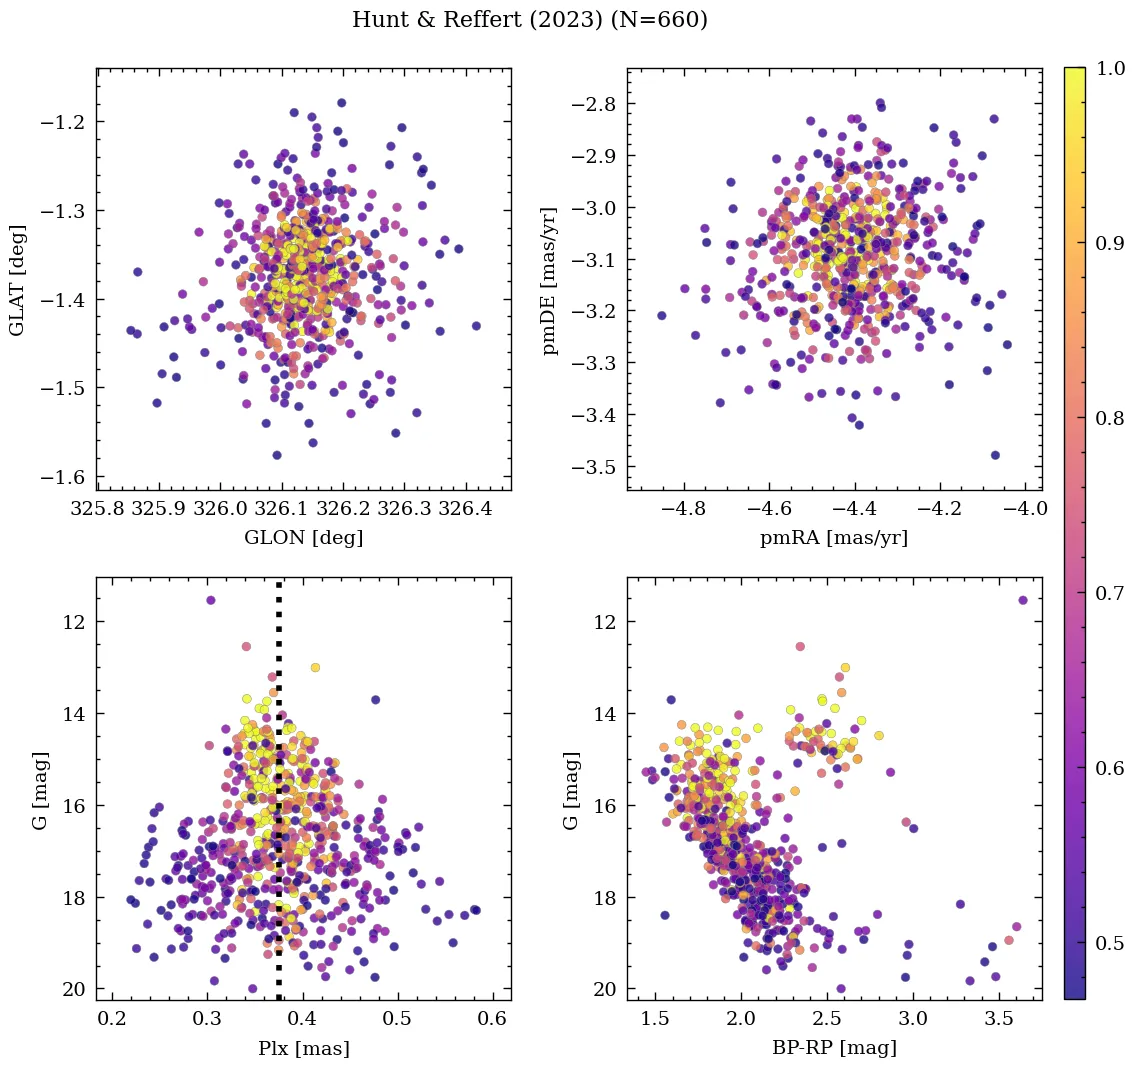 Hunt & Reffert (2023) (N=660)
−1.2
−1.3
−1.4
−1.5
−1.6
GLAT [deg]
325.8 325.9 326.0 326.1 326.2 326.3 326.4
GLON [deg]
−2.8
−2.9
−3.0
−3.1
−3.2
−3.3
−3.4
−3.5
pmDE [mas/yr]
−4.8 −4.6 −4.4 −4.2 −4.0
pmRA [mas/yr]
12
14
16
18
20
G [mag]
0.2 0.3 0.4 0.5 0.6
Plx [mas]
12
14
16
18
20
G [mag]
1.5 2.0 2.5 3.0 3.5
BP-RP [mag]
1.0
0.9
0.8
0.7
0.6
0.5